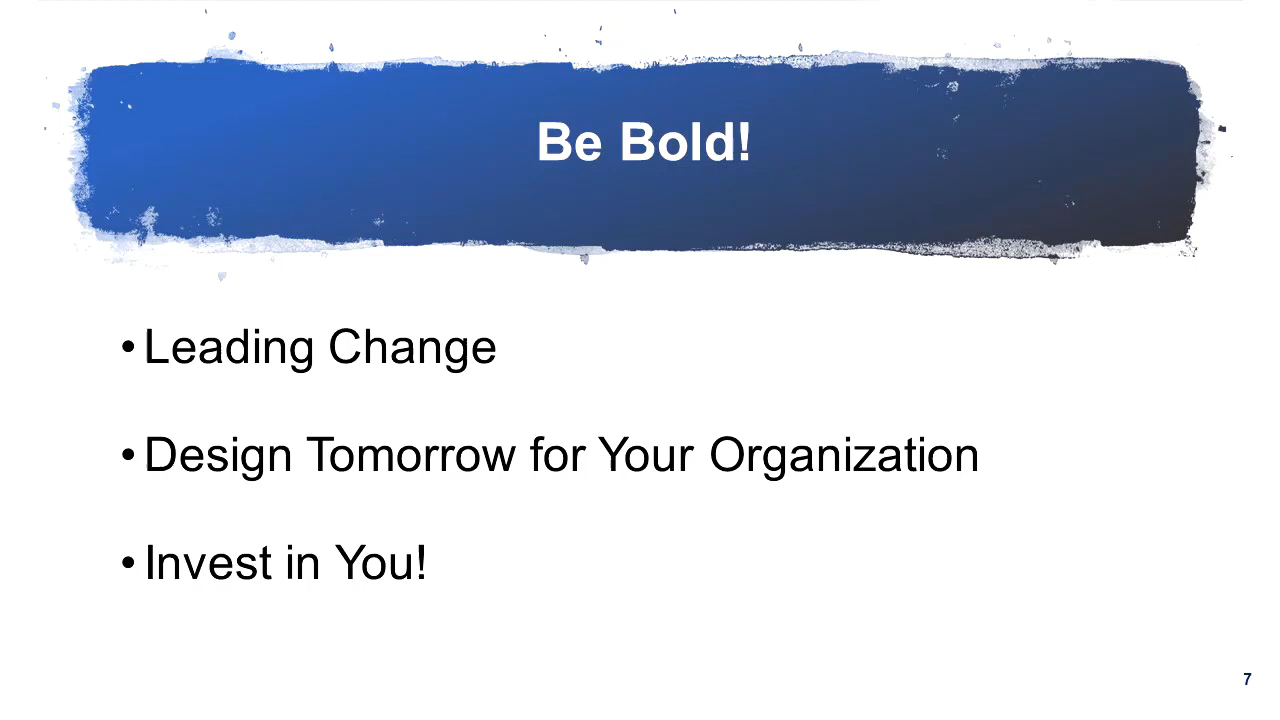 Be Bold!
• Leading Change
• Design Tomorrow for Your Organization
• Invest in You!
7